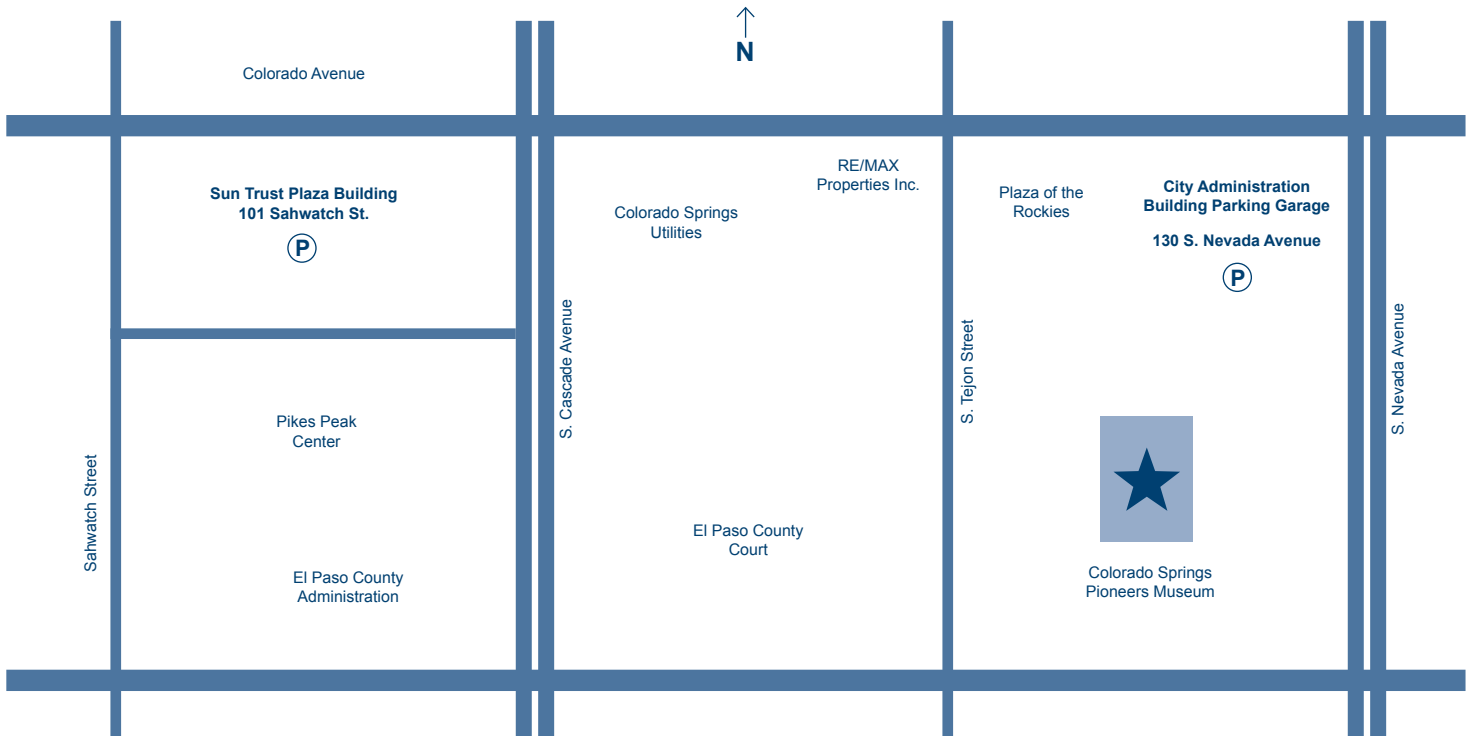 N
Colorado Avenue
RE/MAX
Properties Inc.
Sun Trust Plaza Building
101 Sahwatch St.
P
Colorado Springs
Utilities
Plaza of the
Rockies
City Administration
Building Parking Garage
130 S. Nevada Avenue
P
S. Cascade Avenue
S. Tejon Street
S. Nevada Avenue
Pikes Peak
Center
Sahwatch Street
El Paso County
Court
El Paso County
Administration
Colorado Springs
Pioneers Museum